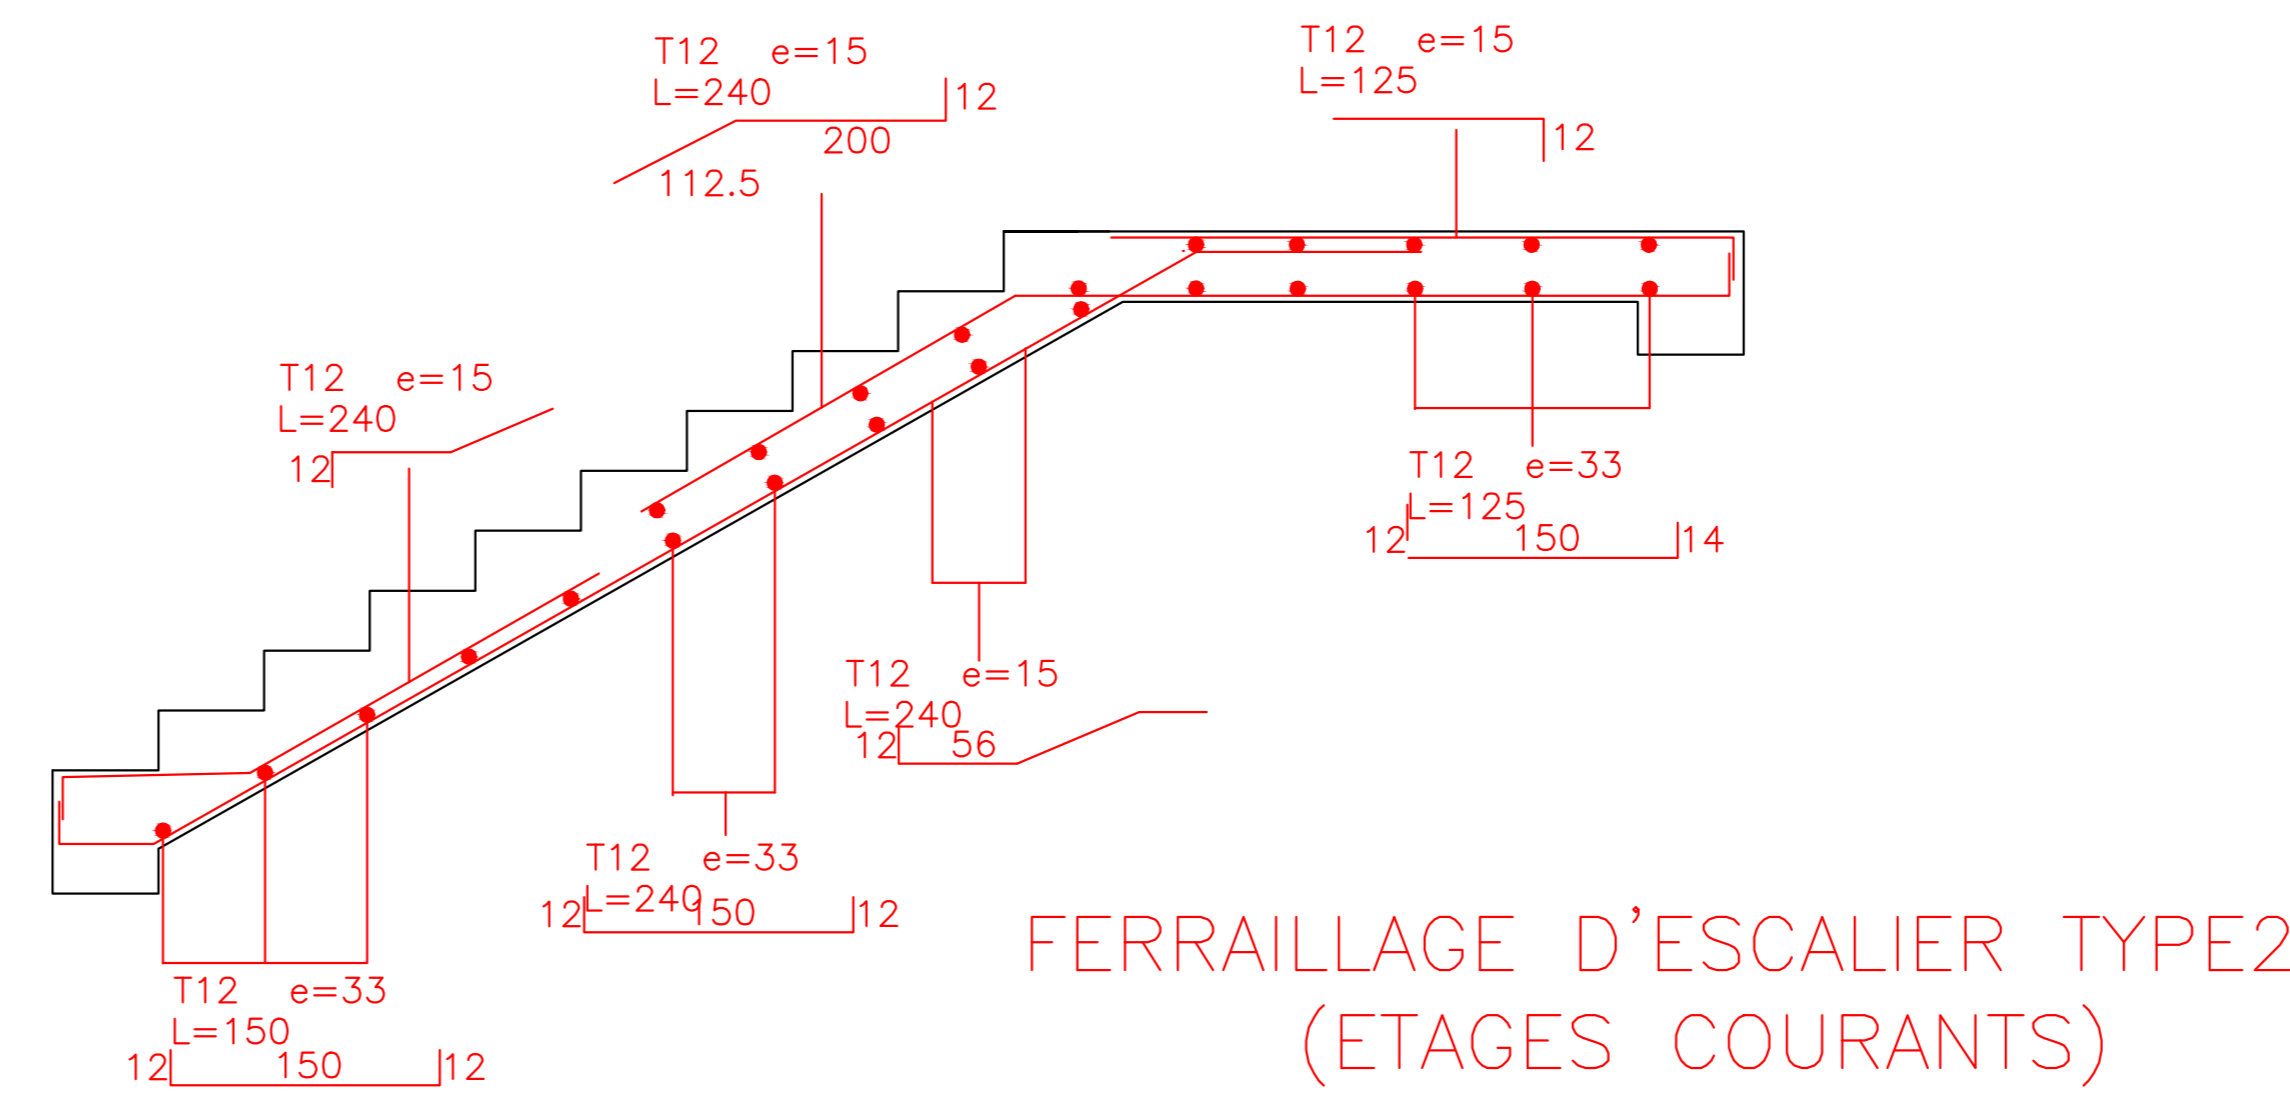 T12 e=15
L=240
12
200
112.5
T12 e=15
L=125
12
T12 e=15
L=240
12
T12 e=33
L=125
12 150 14
T12 e=15
L=240
12 56
T12 e=33
L=240
12 150 12
T12 e=33
L=150
12 150 12
FERRAILLAGE D'ESCALIER TYPE2
(ETAGES COURANTS)